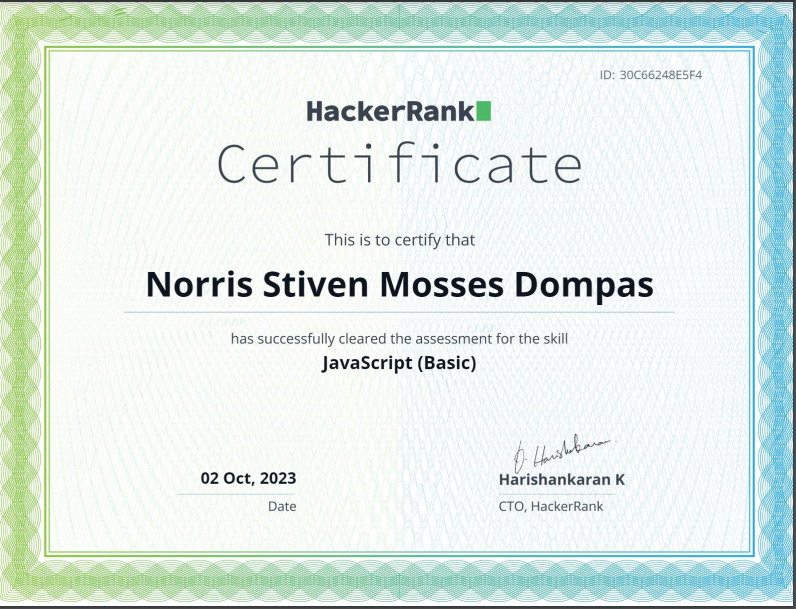 ID: 30C66248E5F4
HackerRank
Certificate
This is to certify that
Norris Stiven Mosses Dompas
has successfully cleared the assessment for the skill
JavaScript (Basic)
02 Oct, 2023
Date
Harishankaran K
CTO, HackerRank